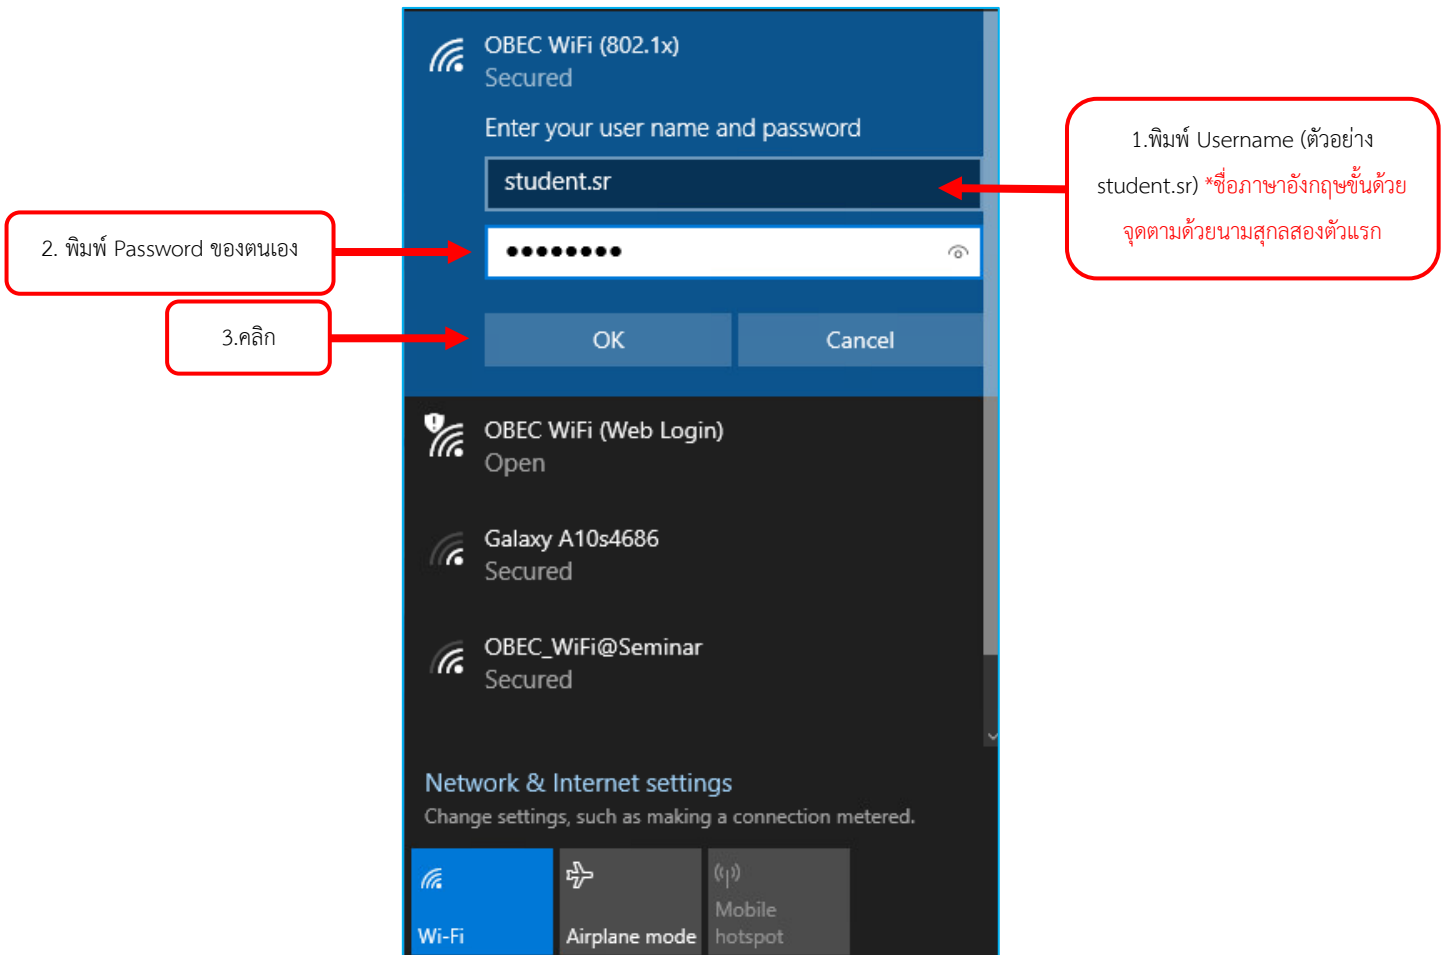 OBEC WiFi (802.1x)
Secured
Enter your user name and password
student.sr
1.พิมพ์ Username (ตัวอย่าง
student.sr) *ชื่อภาษาอังกฤษขั้นด้วย
จุดตามด้วยนามสุกลสองตัวแรก
2. พิมพ์ Password ของตนเอง
●●●●●●●●
3.คลิก
OK
Cancel
OBEC WiFi (Web Login)
Open
Galaxy A10s4686
Secured
OBEC_WiFi@Seminar
Secured
Network & Internet settings
Change settings, such as making a connection metered.
Wi-Fi
Airplane mode
Mobile
hotspot